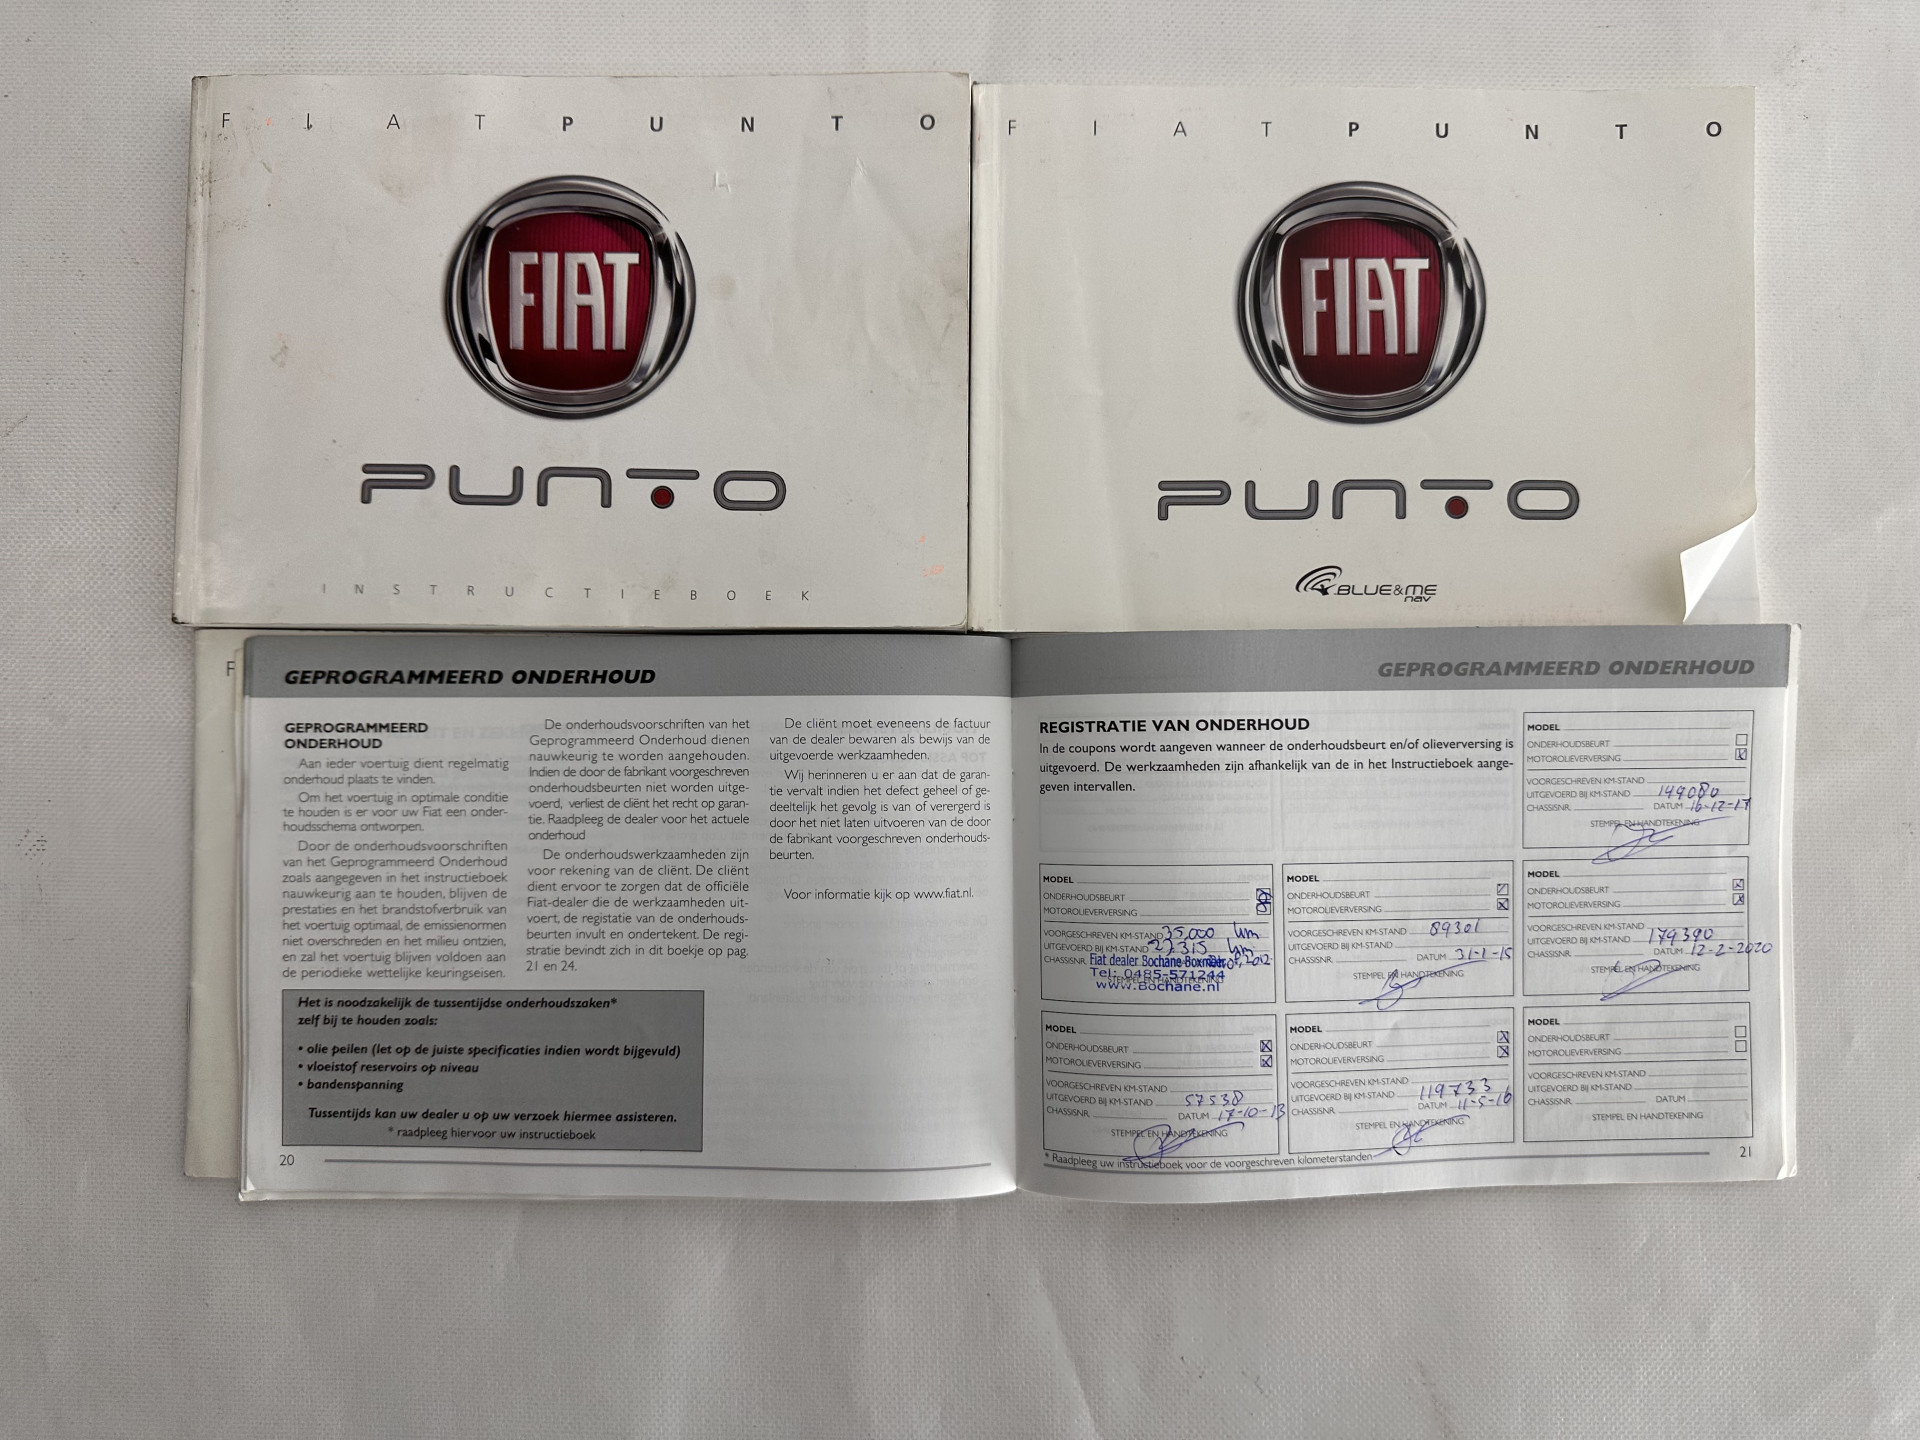 F I A T P U N T O
FIAT
PUNTO
I N S T R U C T I E B O E K
F I A T P U N T O
FIAT
PUNTO
BLUE&ME
nav
F
GEPROGRAMMEERD ONDERHOUD
GEPROGRAMMEERD
ONDERHOUD
Aan ieder voertuig dient regelmatig
onderhoud plaats te vinden.
Om het voertuig in optimale conditie
te houden is er voor uw Fiat een onder-
houdsschema ontworpen.
Door de onderhoudsvoorschriften
van het Geprogrammeerd Onderhoud
zoals aangegeven in het instructieboek
nauwkeurig aan te houden, blijven de
prestaties en het brandstofverbruik van
het voertuig optimaal, de emissienormen
niet overschreden en het milieu ontzien,
en zal het voertuig blijven voldoen aan
de periodieke wettelijke keuringseisen.
De onderhoudsvoorschriften van het
Geprogrammeerd Onderhoud dienen
nauwkeurig te worden aangehouden.
Indien de door de fabrikant voorgeschreven
onderhoudsbeurten niet worden uitge-
voerd, verliest de cliënt het recht op garan-
tie. Raadpleeg de dealer voor het actuele
onderhoud
De onderhoudswerkzaamheden zijn
voor rekening van de cliënt. De cliënt
dient ervoor te zorgen dat de officiële
Fiat-dealer die de werkzaamheden uit-
voert, de registatie van de onderhouds-
beurten invult en ondertekent. De regi-
stratie bevindt zich in dit boekje op pag.
21 en 24.
De cliënt moet eveneens de factuur
van de dealer bewaren als bewijs van de
uitgevoerde werkzaamheden.
Wij herinneren u er aan dat de garan-
tie vervalt indien het defect geheel of ge-
deeltelijk het gevolg is van of verergerd is
door het niet laten uitvoeren van de door
de fabrikant voorgeschreven onderhouds-
beurten.
Voor informatie kijk op www.fiat.nl.
Het is noodzakelijk de tussentijdse onderhoudszaken*
zelf bij te houden zoals:
• olie peilen (let op de juiste specificaties indien wordt bijgevuld)
• vloeistof reservoirs op niveau
• bandenspanning
Tussentijds kan uw dealer u op uw verzoek hiermee assisteren.
* raadpleeg hiervoor uw instructieboek
20
GEPROGRAMMEERD ONDERHOUD
REGISTRATIE VAN ONDERHOUD
In de coupons wordt aangeven wanneer de onderhoudsbeurt en/of olieverversing is
uitgevoerd. De werkzaamheden zijn afhankelijk van de in het Instructieboek aange-
geven intervallen.
MODEL
ONDERHOUDSBEURT
MOTOROLIEVERVERSING
VOORGESCHREVEN KM-STAND
UITGEVOERD BIJ KM-STAND 149080
CHASSISNR. DATUM 16-12-17
STEMPEL EN HANDTEKENING
MODEL
ONDERHOUDSBEURT
MOTOROLIEVERVERSING
VOORGESCHREVEN KM-STAND 35.000 km
UITGEVOERD BIJ KM-STAND 27315 km
CHASSISNR. Fiat dealer Bochane Boxmeer 2012
Tel: 0485-571244
STEMPEL EN HANDTEKENING
www.Bochane.nl
MODEL
ONDERHOUDSBEURT
MOTOROLIEVERVERSING
VOORGESCHREVEN KM-STAND 89301
UITGEVOERD BIJ KM-STAND
CHASSISNR. DATUM 31-1-15
STEMPEL EN HANDTEKENING
MODEL
ONDERHOUDSBEURT
MOTOROLIEVERVERSING
VOORGESCHREVEN KM-STAND
UITGEVOERD BIJ KM-STAND 179390
CHASSISNR. DATUM 12-2-2020
STEMPEL EN HANDTEKENING
MODEL
ONDERHOUDSBEURT
MOTOROLIEVERVERSING
VOORGESCHREVEN KM-STAND
UITGEVOERD BIJ KM-STAND 57538
CHASSISNR. DATUM 17-10-13
STEMPEL EN HANDTEKENING
MODEL
ONDERHOUDSBEURT
MOTOROLIEVERVERSING
VOORGESCHREVEN KM-STAND
UITGEVOERD BIJ KM-STAND 119733
CHASSISNR. DATUM 11-5-16
STEMPEL EN HANDTEKENING
MODEL
ONDERHOUDSBEURT
MOTOROLIEVERVERSING
VOORGESCHREVEN KM-STAND
UITGEVOERD BIJ KM-STAND
CHASSISNR. DATUM
STEMPEL EN HANDTEKENING
* Raadpleeg uw instructieboek voor de voorgeschreven kilometerstanden
21